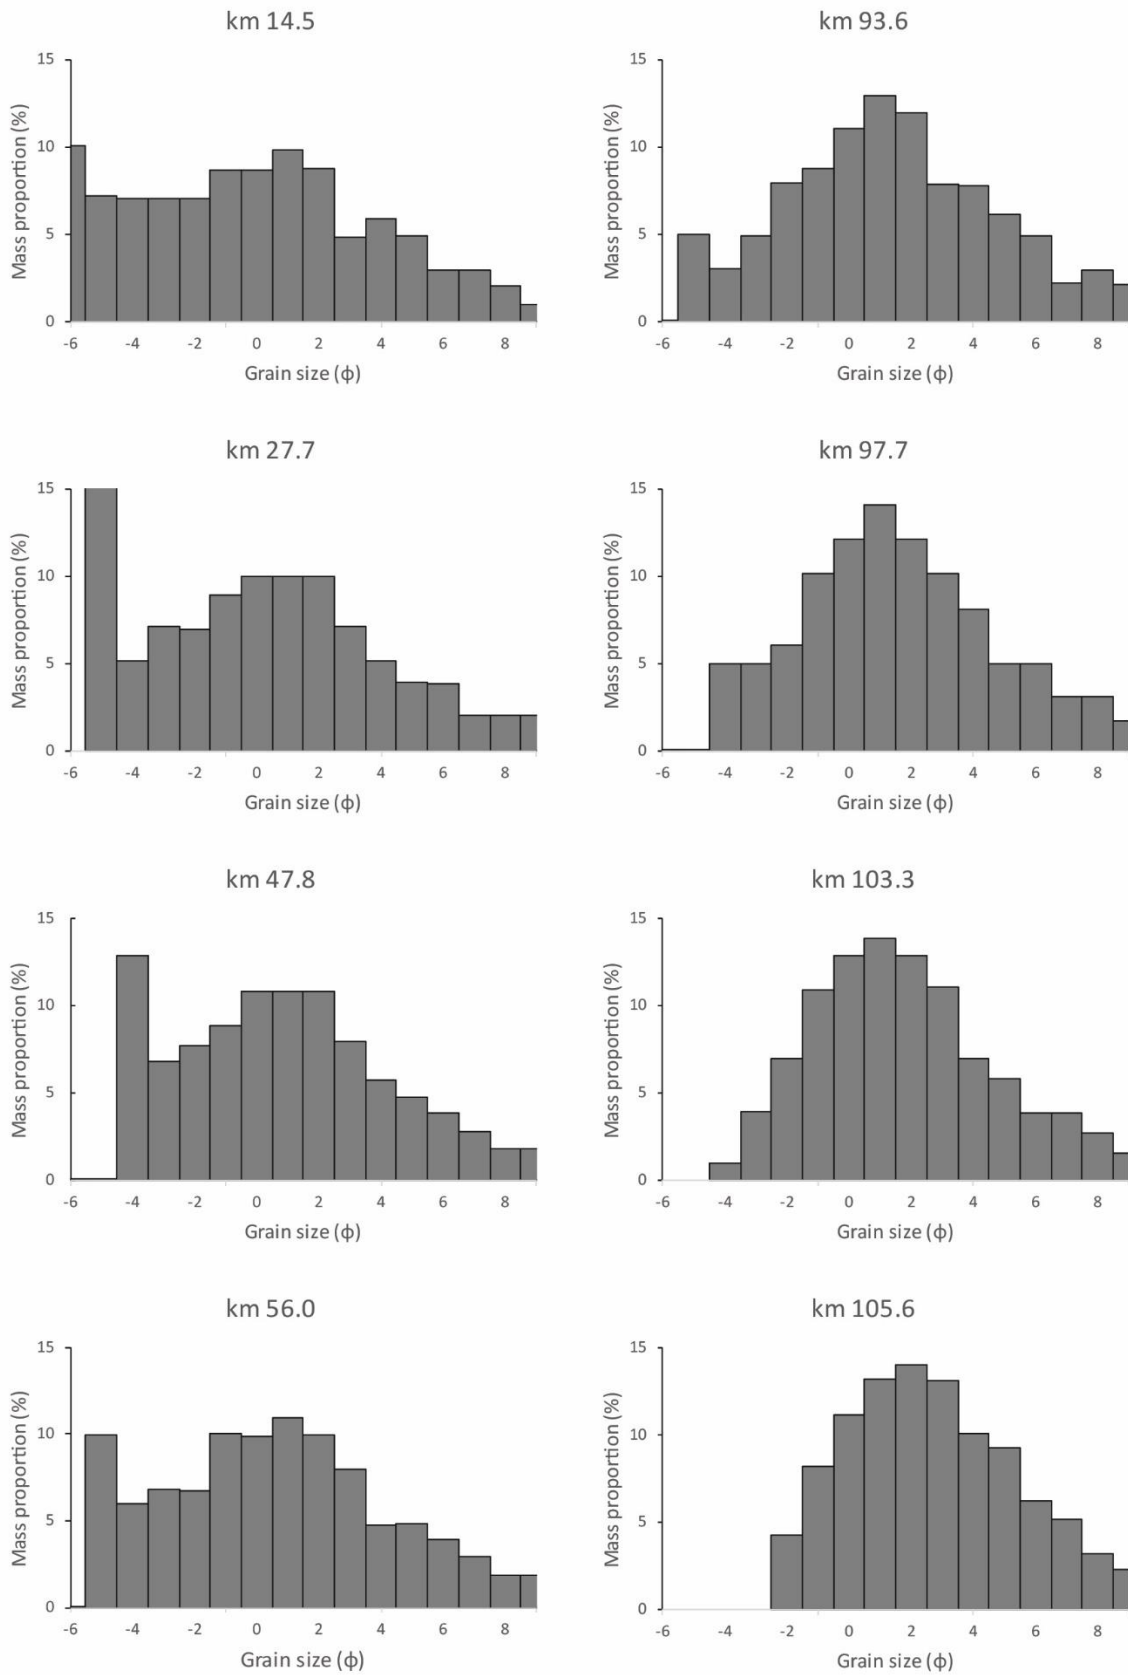 km 14.5
15
10
5
0
Mass proportion (%)
-6 -4 -2 0 2 4 6 8
Grain size (ϕ)
km 93.6
15
10
5
0
Mass proportion (%)
-6 -4 -2 0 2 4 6 8
Grain size (ϕ)
km 27.7
15
10
5
0
Mass proportion (%)
-6 -4 -2 0 2 4 6 8
Grain size (ϕ)
km 97.7
15
10
5
0
Mass proportion (%)
-6 -4 -2 0 2 4 6 8
Grain size (ϕ)
km 47.8
15
10
5
0
Mass proportion (%)
-6 -4 -2 0 2 4 6 8
Grain size (ϕ)
km 103.3
15
10
5
0
Mass proportion (%)
-6 -4 -2 0 2 4 6 8
Grain size (ϕ)
km 56.0
15
10
5
0
Mass proportion (%)
-6 -4 -2 0 2 4 6 8
Grain size (ϕ)
km 105.6
15
10
5
0
Mass proportion (%)
-6 -4 -2 0 2 4 6 8
Grain size (ϕ)